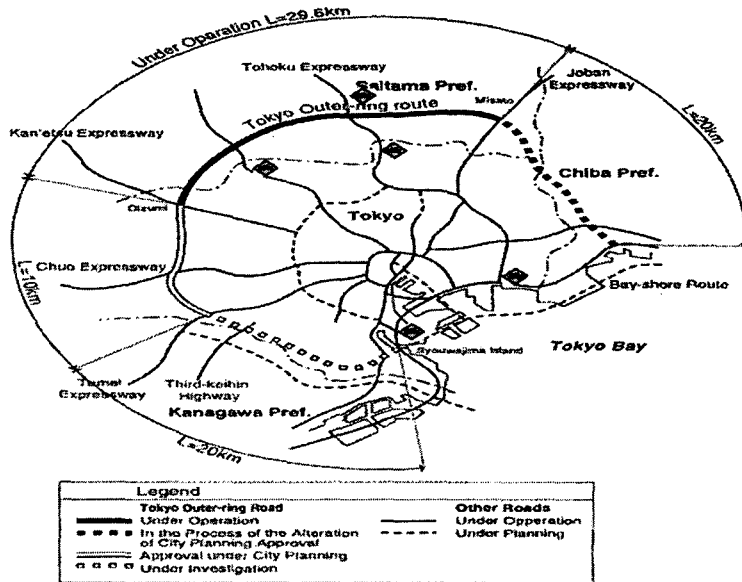 Under Oparation L=29.6km
Tohoku Expressway
Saitama Pref.
Joban
Expressway
Tokyo Outer-ring route
Misato
L=20km
Kan'etsu Expressway
Chiba Pref.
Oizumi
Tokyo
Chuo Expressway
L=10km
Bay-shore Route
Tokyo Bay
Ryouwajima Island
Tomei
Expressway
Third-keihin
Highway
Kanagawa Pref.
L=20km
Legend
Tokyo Outer-ring Road
Other Roads
Under Operation
Under Opperation
In the Process of the Alteration
of City Planning Approval
Under Planning
Approval under City Planning
Under Investigation